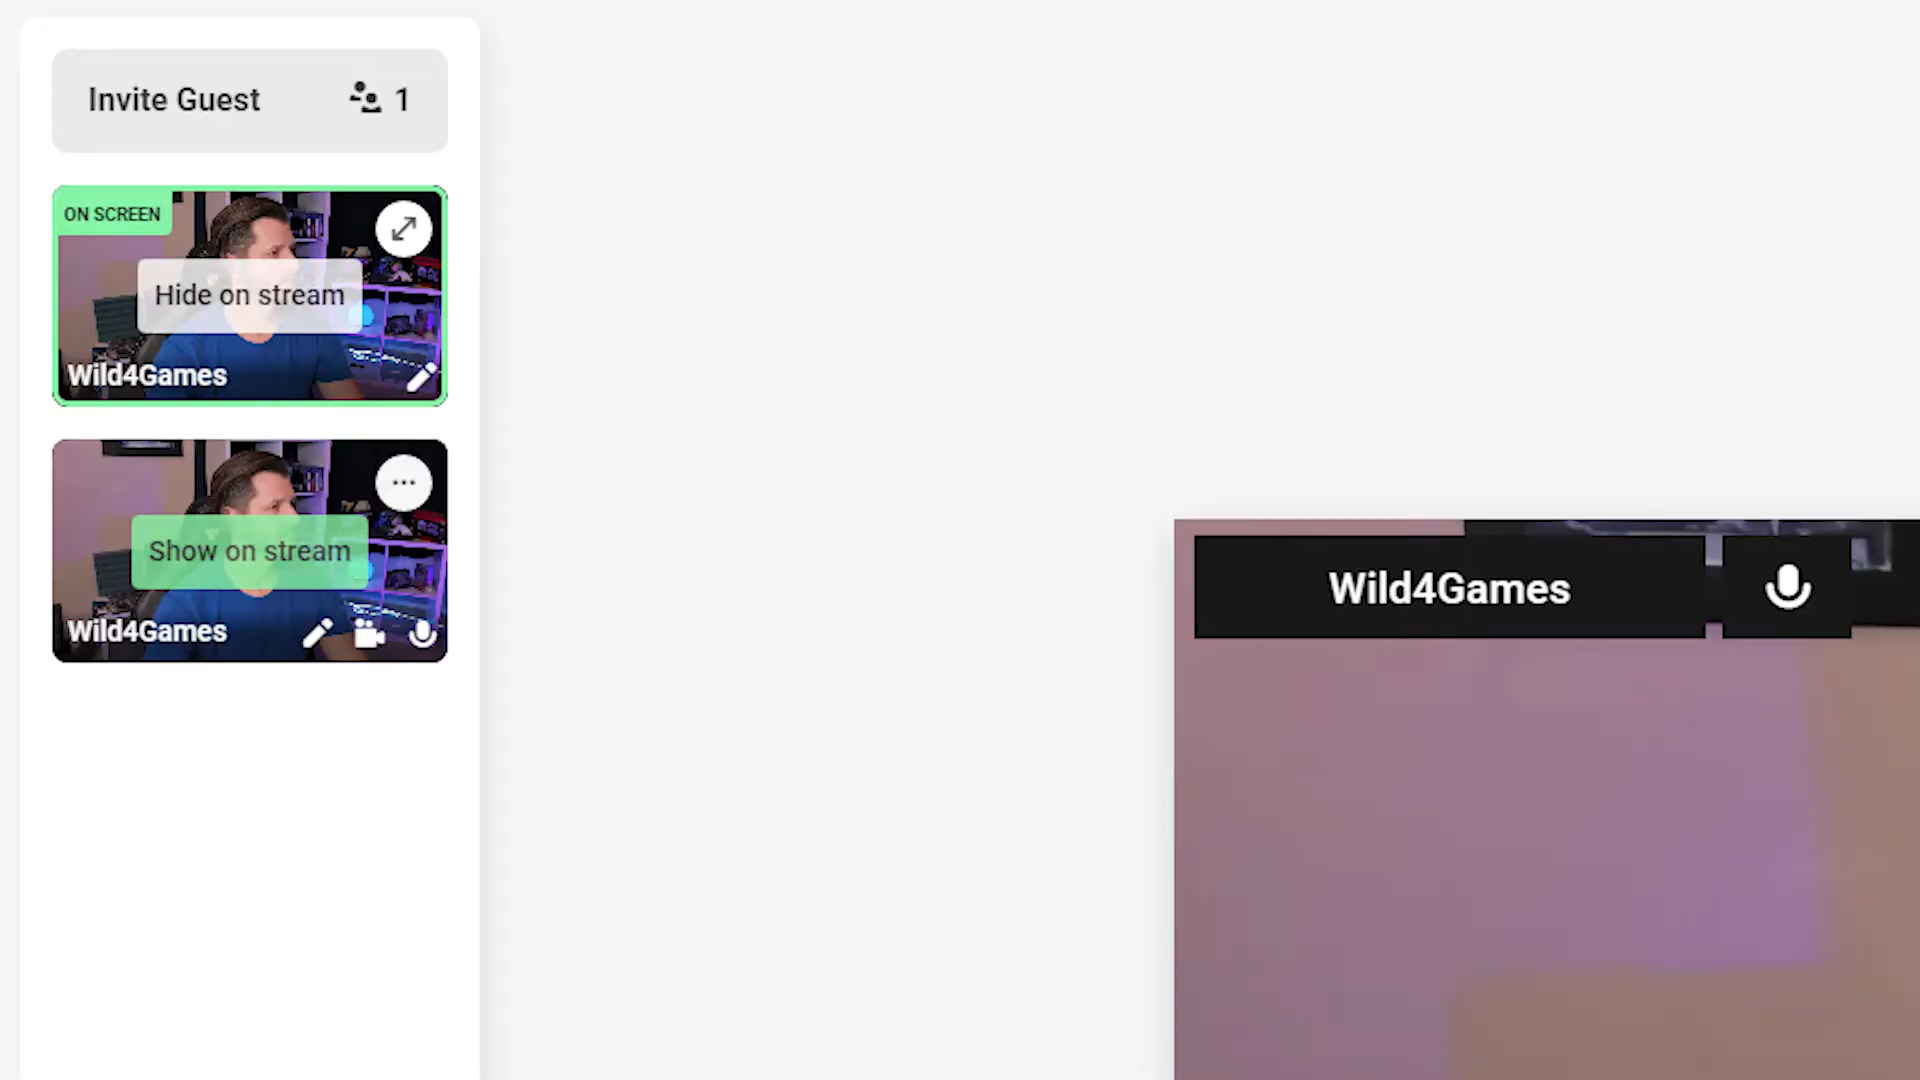 Invite Guest 1
ON SCREEN
Hide on stream
Wild4Games
Show on stream
Wild4Games
Wild4Games